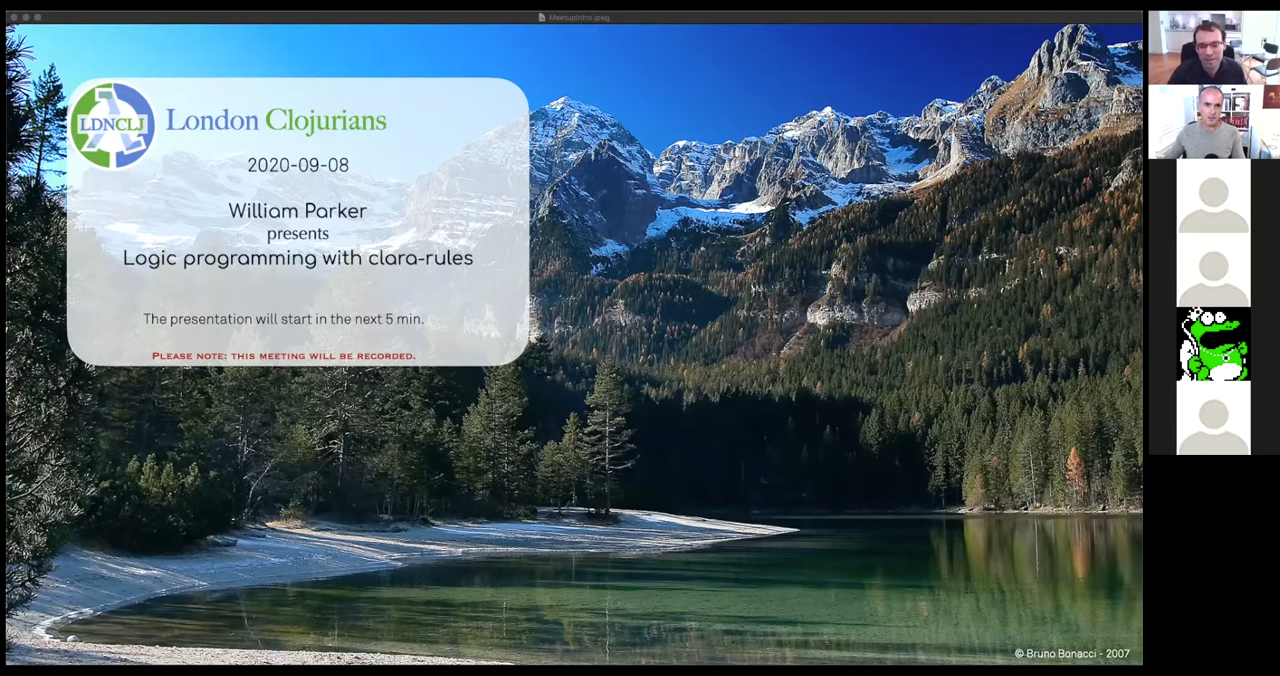 MeetupIntro.jpeg
LDNCLJ
London Clojurians
2020-09-08
William Parker
presents
Logic programming with clara-rules
The presentation will start in the next 5 min.
PLEASE NOTE: THIS MEETING WILL BE RECORDED.
© Bruno Bonacci - 2007